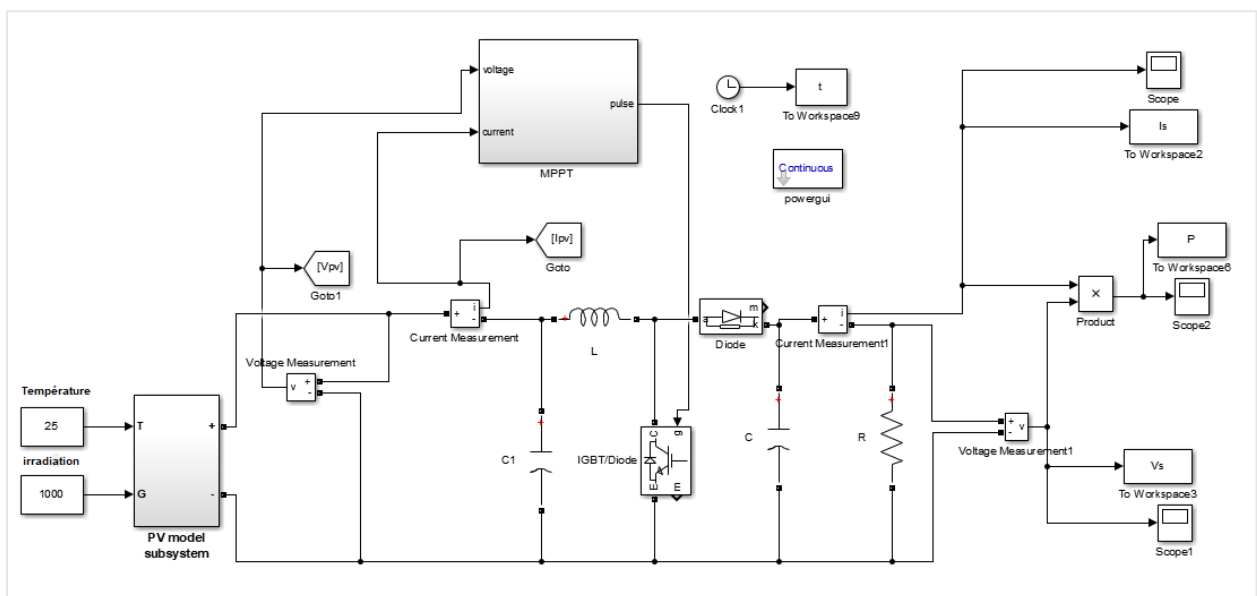 voltage
current
pulse
MPPT
Clock1
t
To Workspace9
Continuous
powergui
Scope
Is
To Workspace2
[Ipv]
Goto
[Vpv]
Goto1
P
To Workspace6
×
Product
Scope2
+
i
-
Current Measurement
L
a
m
k
Diode
+
i
-
Current Measurement1
Voltage Measurement
v
+
-
Température
25
T
+
irradiation
1000
G
-
PV model
subsystem
C1
C
g
E
m
IGBT/Diode
C
R
+
-
v
Voltage Measurement1
Vs
To Workspace3
Scope1